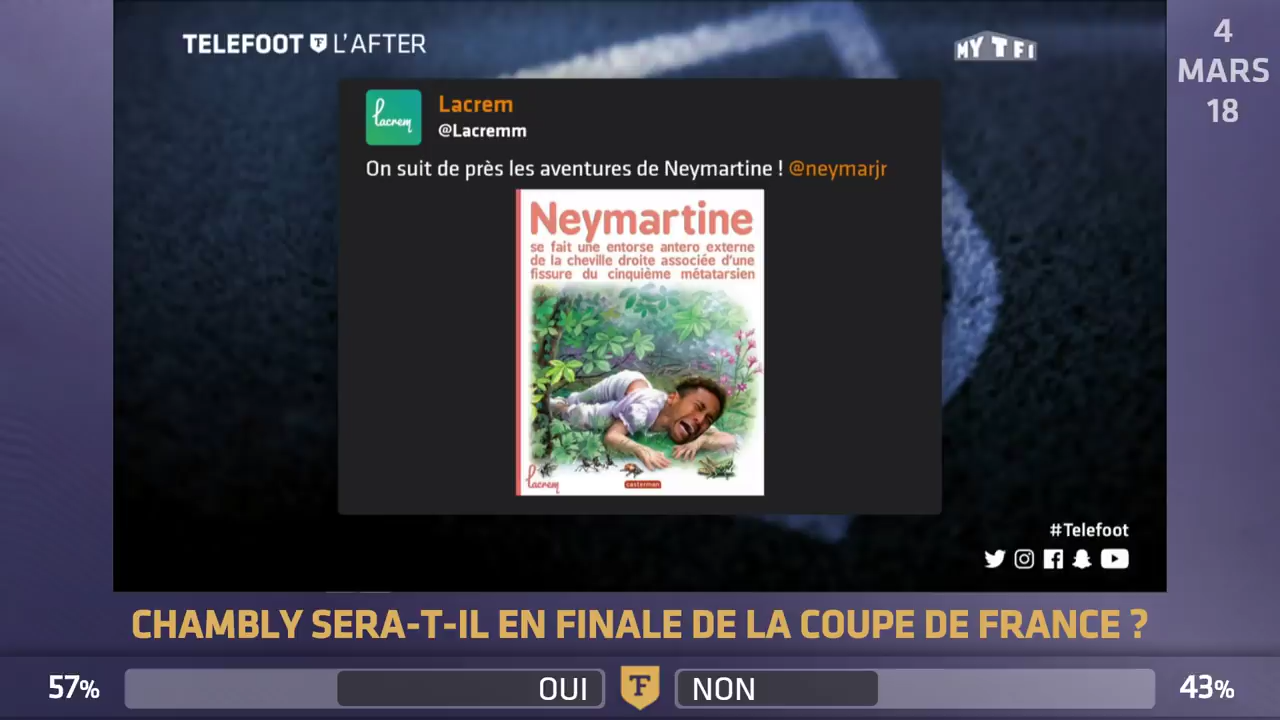 TELEFOOT L'AFTER
MYTF1
4
MARS
18
lacrem
Lacrem
@Lacremm
On suit de près les aventures de Neymartine ! @neymarjr
Neymartine
se fait une entorse antero externe
de la cheville droite associée d'une
fissure du cinquième métatarsien
lacrem
casterman
#Telefoot
CHAMBLY SERA-T-IL EN FINALE DE LA COUPE DE FRANCE ?
57%
OUI
NON
43%